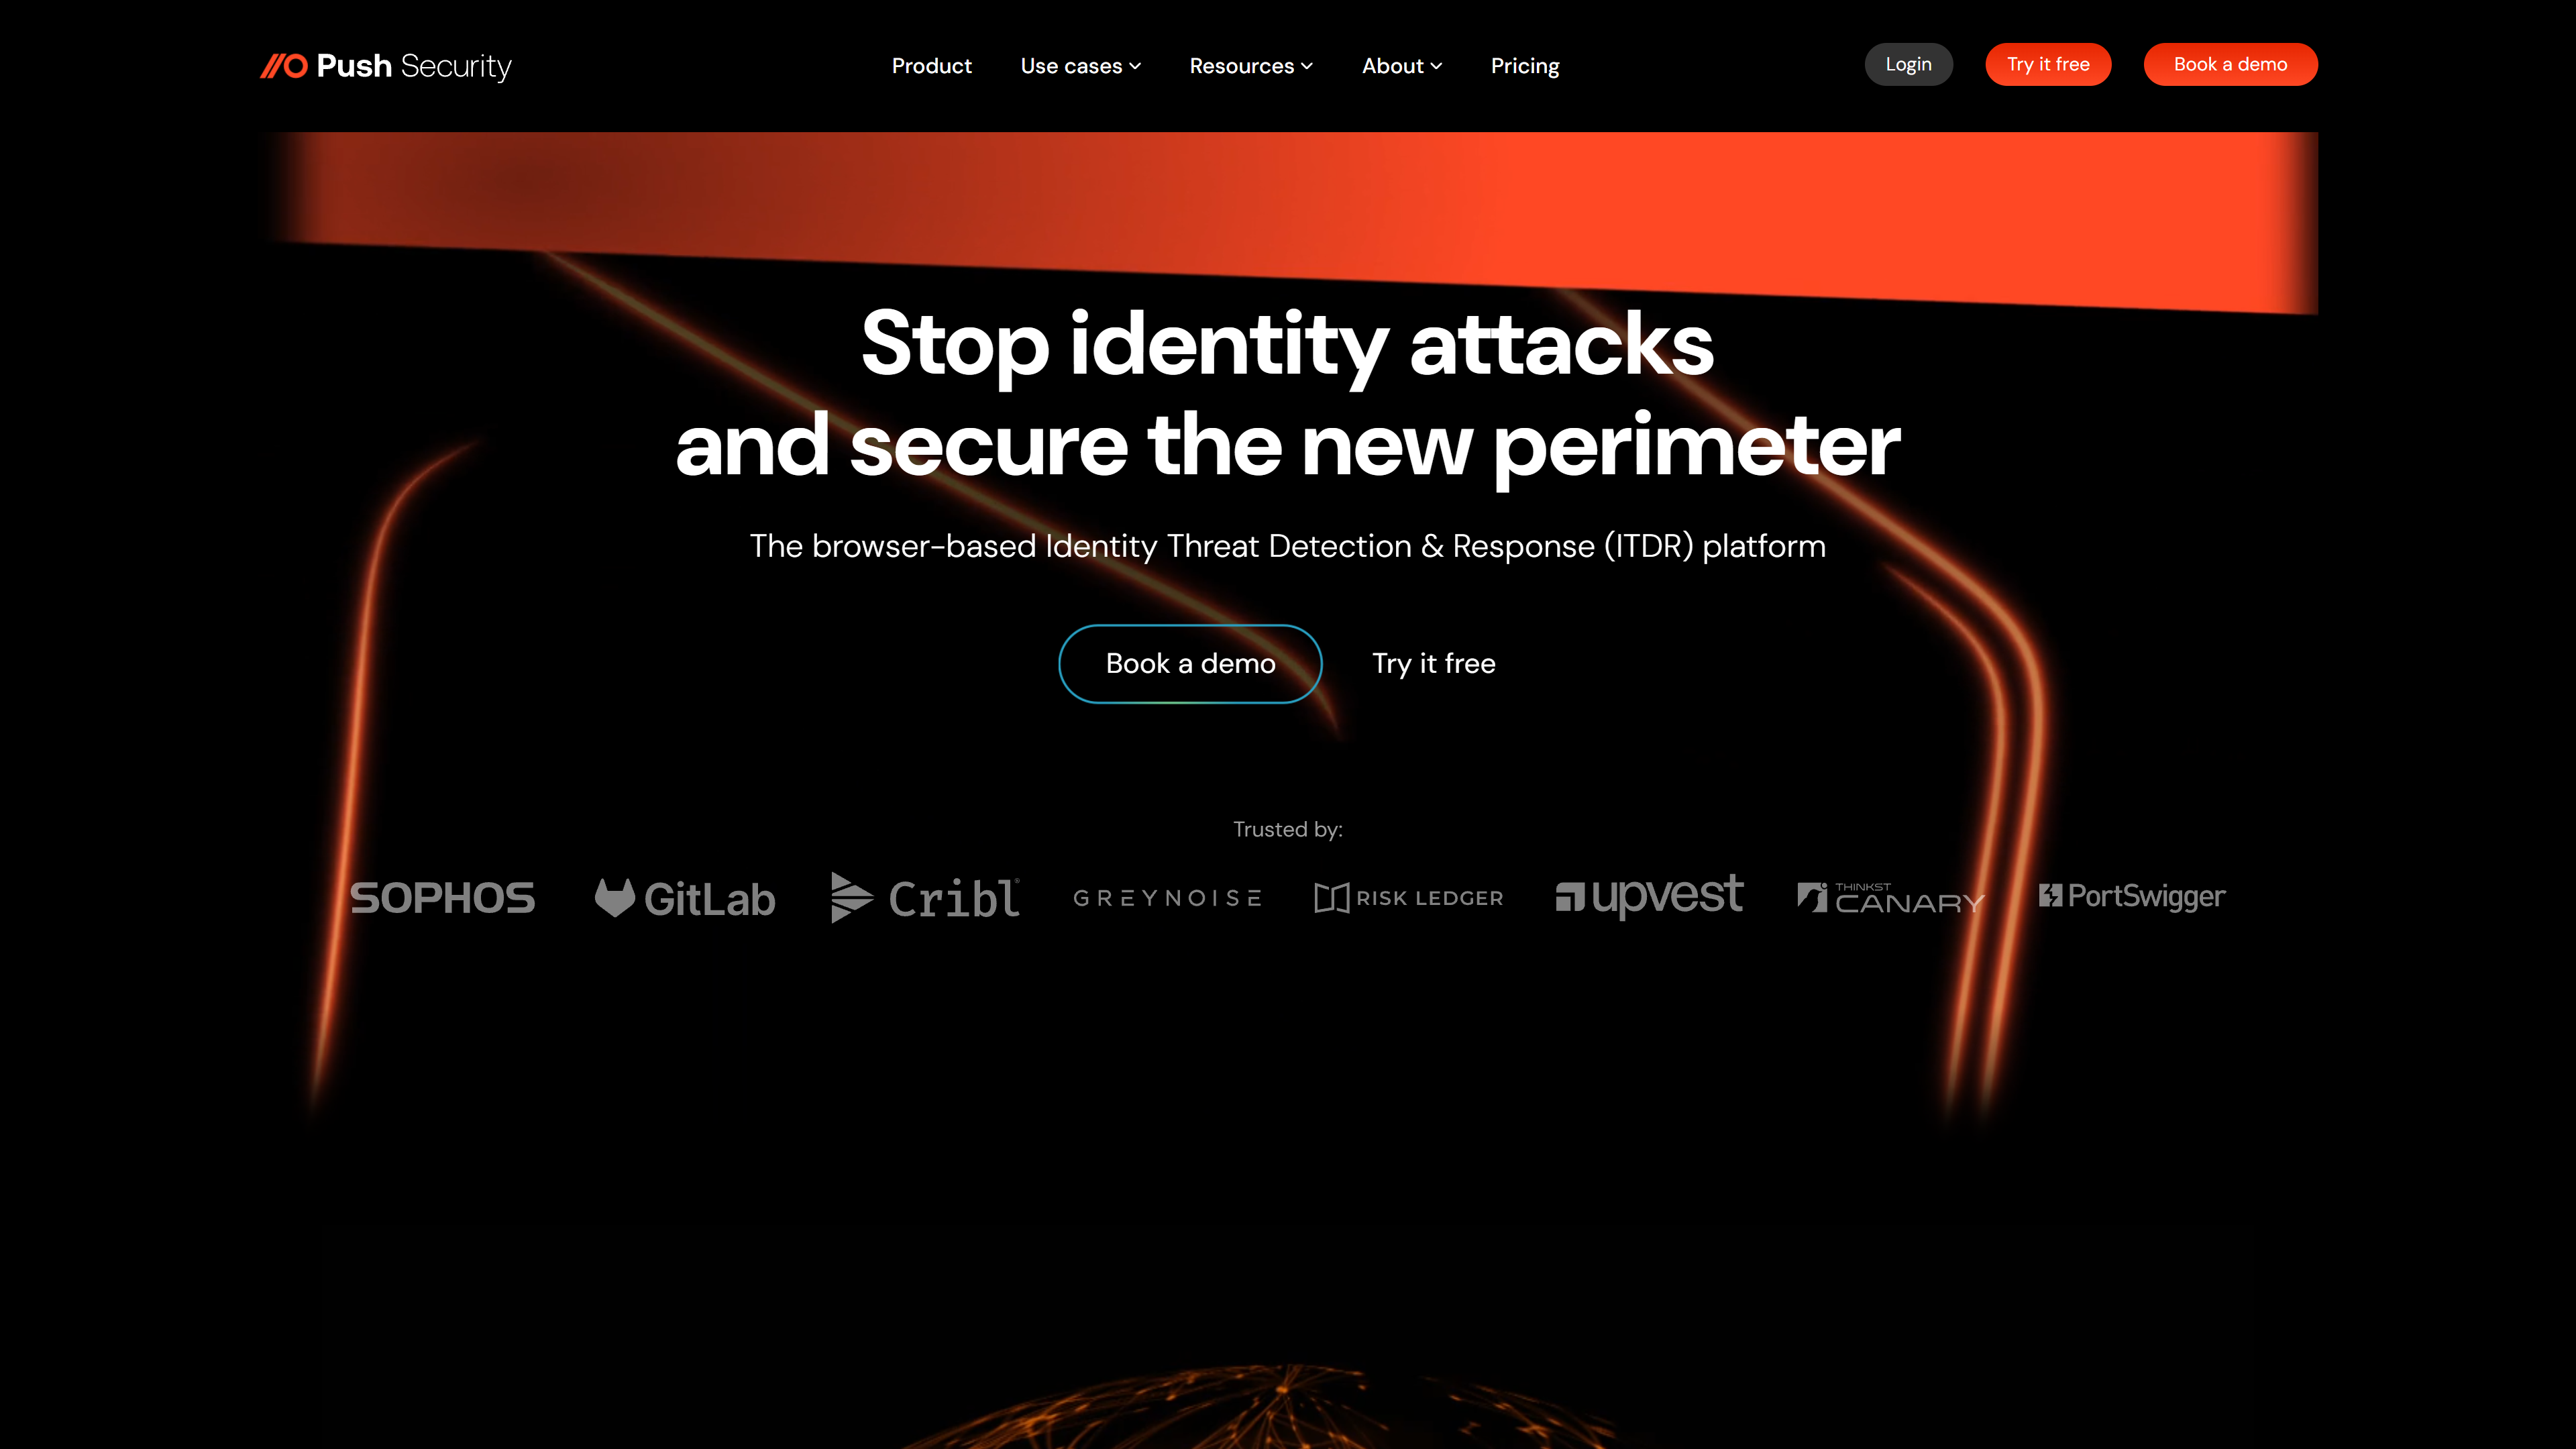 Push Security
Product
Use cases
Resources
About
Pricing
Login
Try it free
Book a demo
Stop identity attacks
and secure the new perimeter
The browser-based Identity Threat Detection & Response (ITDR) platform
Book a demo
Try it free
Trusted by:
SOPHOS
GitLab
Cribl
GREYNOISE
RISK LEDGER
upvest
THINKST
CANARY
PortSwigger